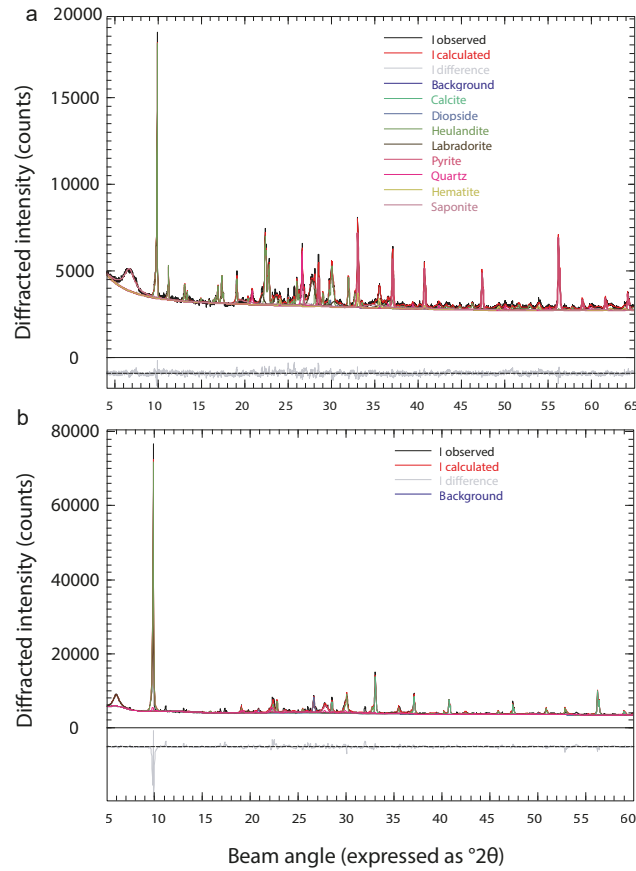 a
20000
15000
10000
5000
0
Diffracted intensity (counts)
I observed
I calculated
I difference
Background
Calcite
Diopside
Heulandite
Labradorite
Pyrite
Quartz
Hematite
Saponite
5 10 15 20 25 30 35 40 45 50 55 60 65
b
80000
60000
40000
20000
0
Diffracted intensity (counts)
I observed
I calculated
I difference
Background
5 10 15 20 25 30 35 40 45 50 55 60
Beam angle (expressed as °2θ)